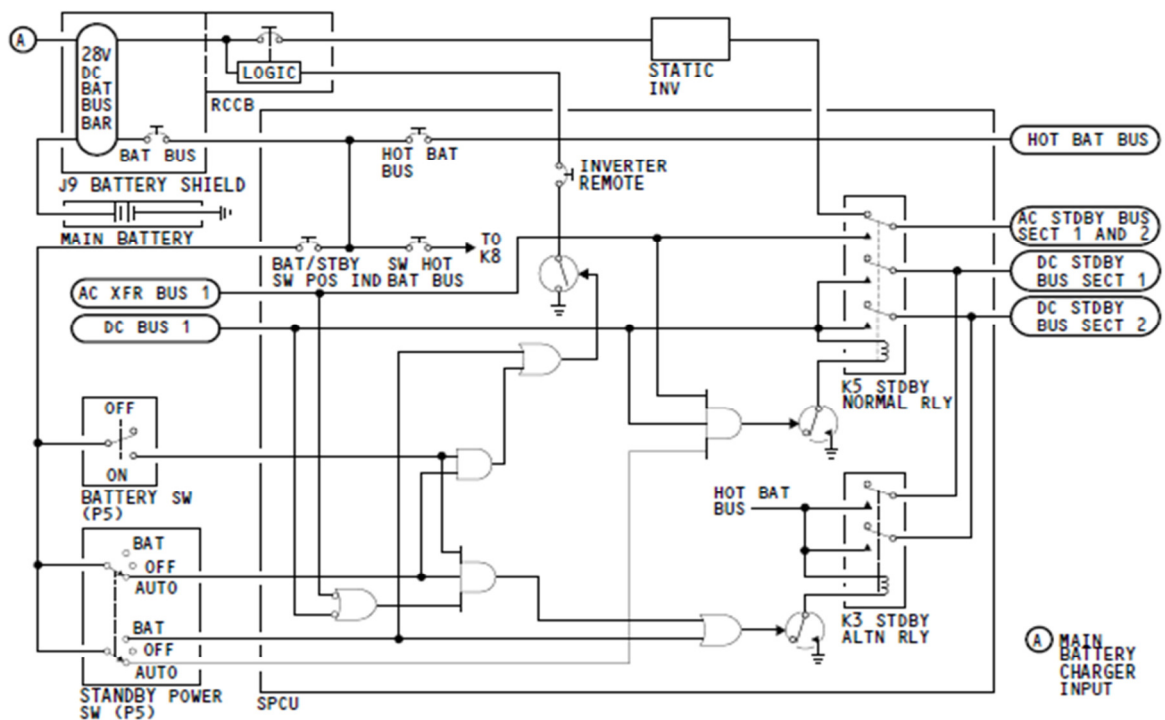 A
28V
DC
BAT
BUS
BAR
LOGIC
RCCB
STATIC
INV
BAT BUS
HOT BAT
BUS
HOT BAT BUS
J9 BATTERY SHIELD
INVERTER
REMOTE
MAIN BATTERY
BAT/STBY
SW POS IND
SW HOT
BAT BUS
TO
K8
AC STDBY BUS
SECT 1 AND 2
DC STDBY
BUS SECT 1
DC STDBY
BUS SECT 2
AC XFR BUS 1
DC BUS 1
K5 STDBY
NORMAL RLY
OFF
ON
BATTERY SW
(P5)
HOT BAT
BUS
BAT
OFF
AUTO
BAT
OFF
AUTO
STANDBY POWER
SW (P5)
SPCU
K3 STDBY
ALTN RLY
A
MAIN
BATTERY
CHARGER
INPUT